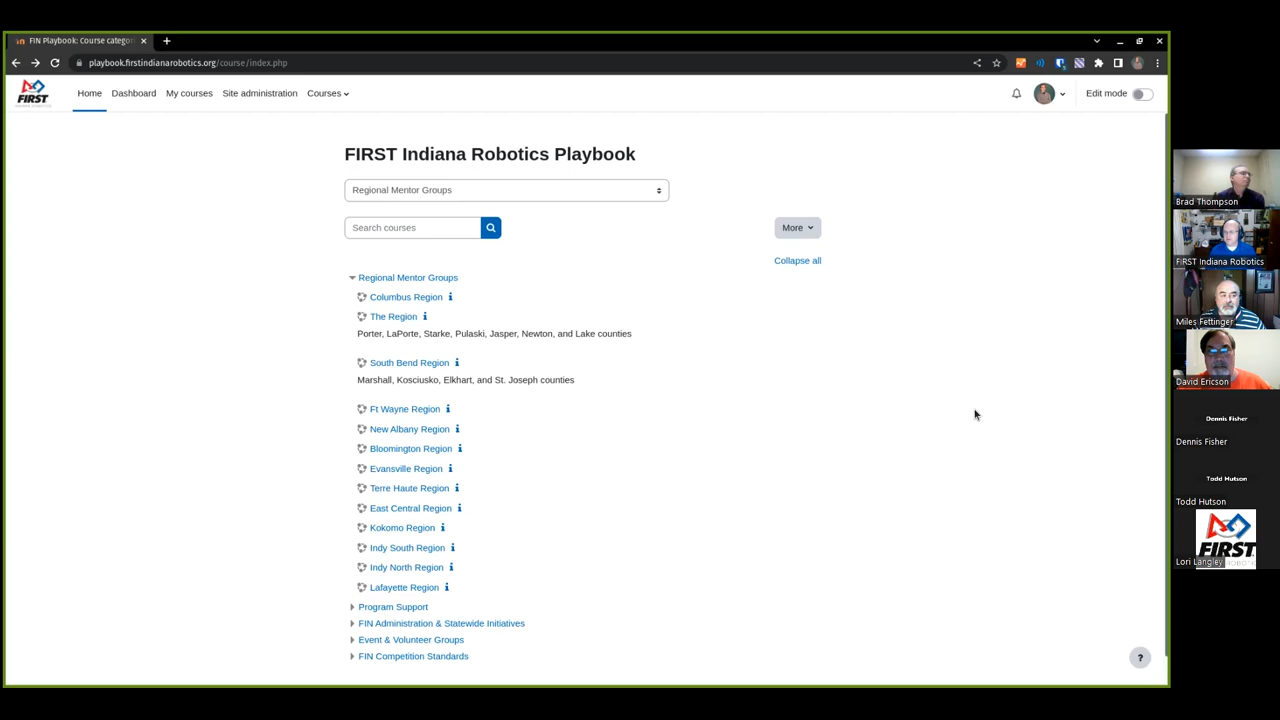 FIN Playbook: Course categor
playbook.firstindianarobotics.org/course/index.php
FIRST
Home
Dashboard
My courses
Site administration
Courses
Edit mode
FIRST Indiana Robotics Playbook
Regional Mentor Groups
Search courses
More
Collapse all
Regional Mentor Groups
Columbus Region
The Region
Porter, LaPorte, Starke, Pulaski, Jasper, Newton, and Lake counties
South Bend Region
Marshall, Kosciusko, Elkhart, and St. Joseph counties
Ft Wayne Region
New Albany Region
Bloomington Region
Evansville Region
Terre Haute Region
East Central Region
Kokomo Region
Indy South Region
Indy North Region
Lafayette Region
Program Support
FIN Administration & Statewide Initiatives
Event & Volunteer Groups
FIN Competition Standards
?
Brad Thompson
FIRST Indiana Robotics
Miles Fettinger
David Ericson
Dennis Fisher
Dennis Fisher
Todd Hutson
Todd Hutson
FIRST
Lori Langley